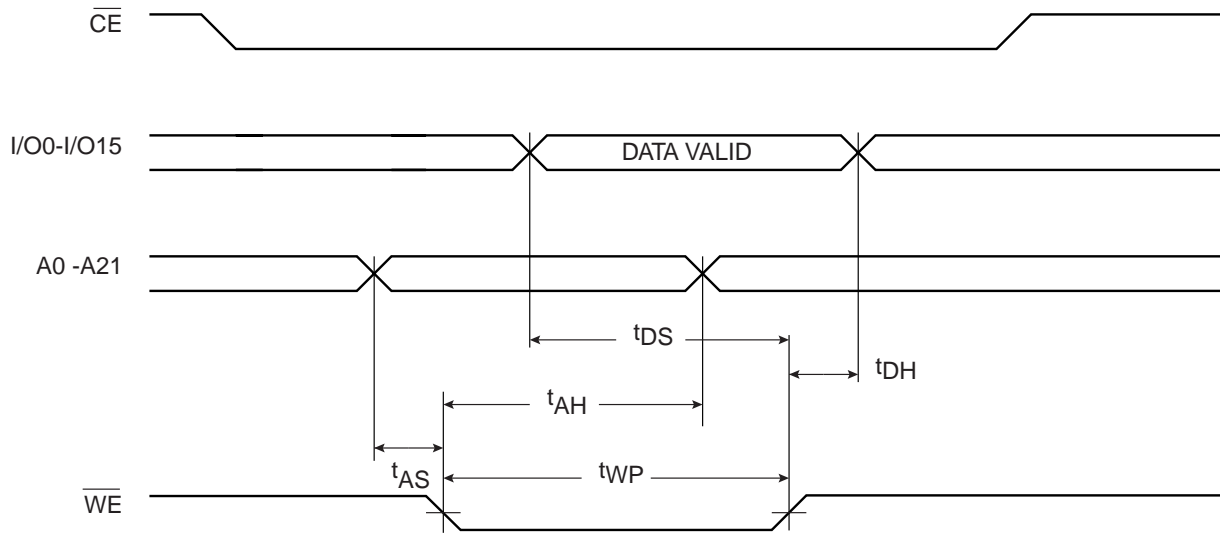 CE
I/O0-I/O15
DATA VALID
A0 -A21
tDS
tDH
tAH
tAS
tWP
WE